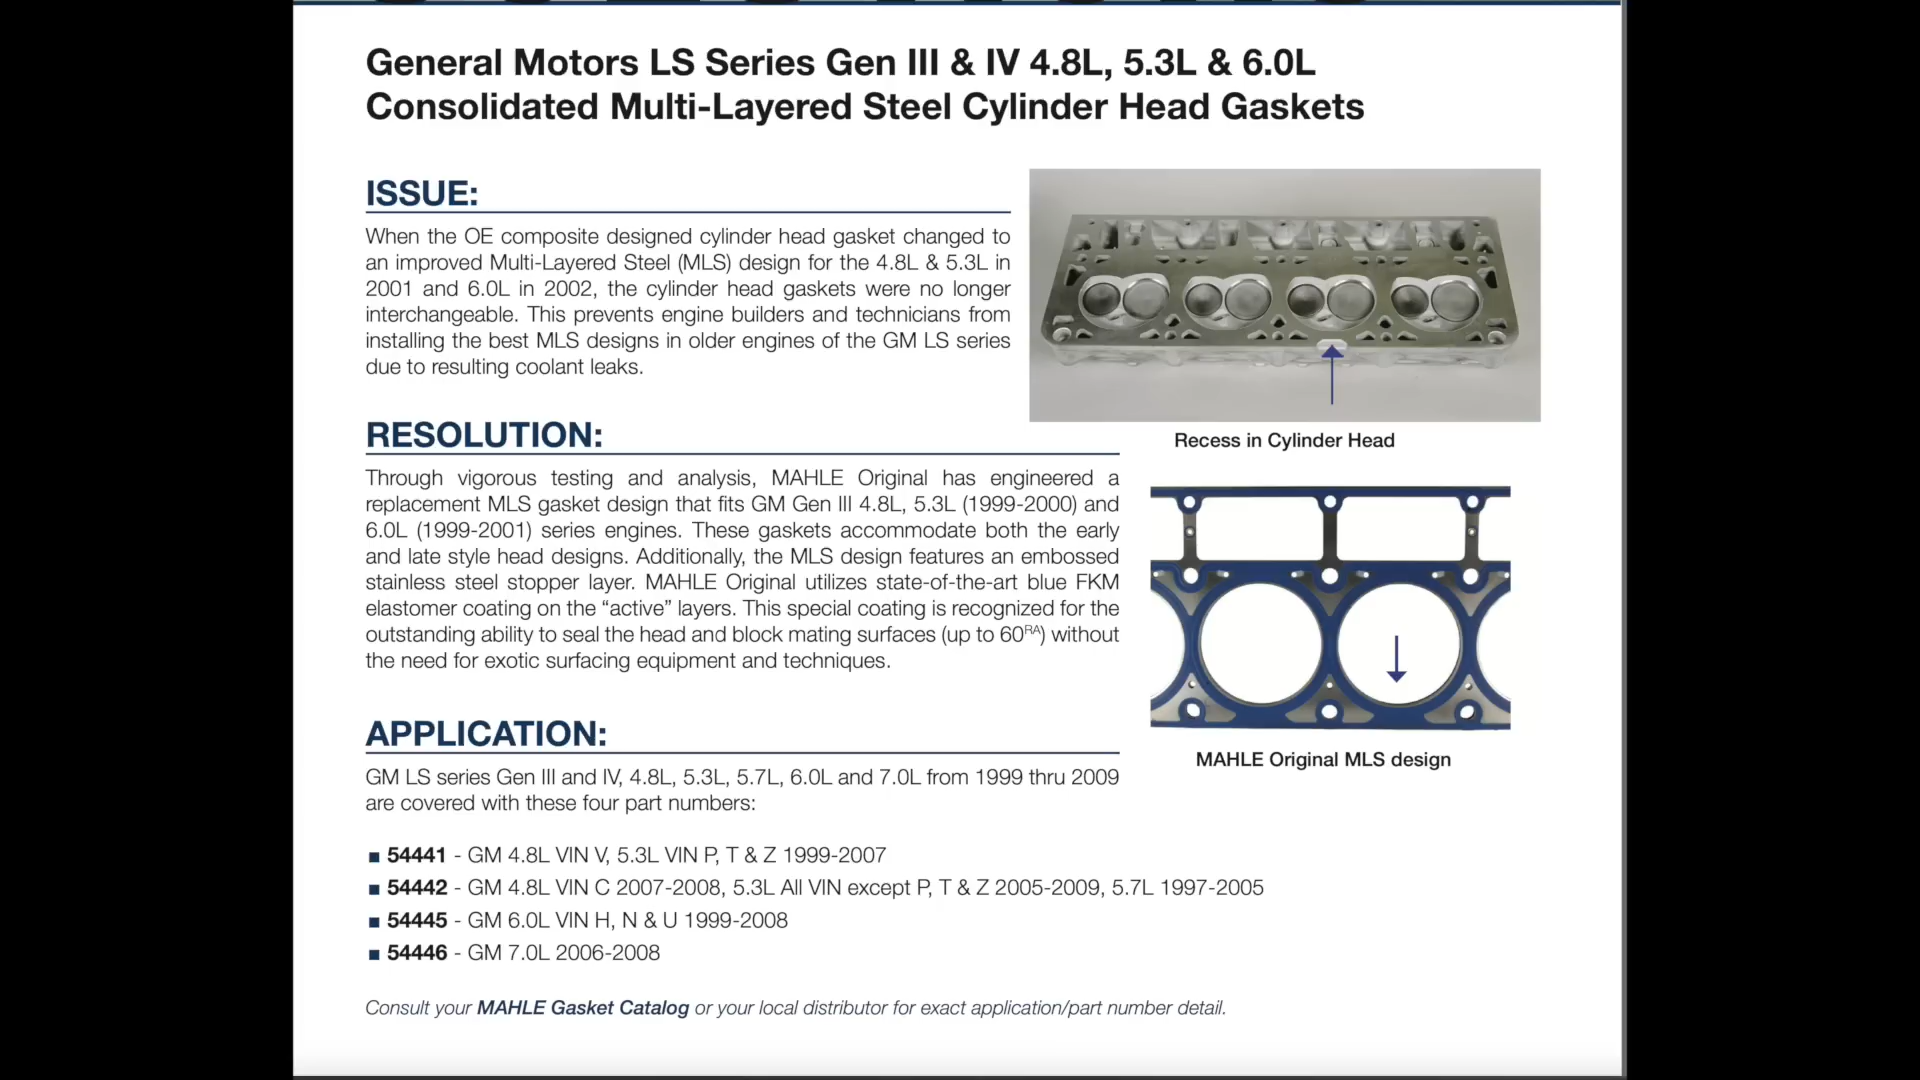 General Motors LS Series Gen III & IV 4.8L, 5.3L & 6.0L
Consolidated Multi-Layered Steel Cylinder Head Gaskets
ISSUE:
When the OE composite designed cylinder head gasket changed to
an improved Multi-Layered Steel (MLS) design for the 4.8L & 5.3L in
2001 and 6.0L in 2002, the cylinder head gaskets were no longer
interchangeable. This prevents engine builders and technicians from
installing the best MLS designs in older engines of the GM LS series
due to resulting coolant leaks.
Recess in Cylinder Head
RESOLUTION:
Through vigorous testing and analysis, MAHLE Original has engineered a
replacement MLS gasket design that fits GM Gen III 4.8L, 5.3L (1999-2000) and
6.0L (1999-2001) series engines. These gaskets accommodate both the early
and late style head designs. Additionally, the MLS design features an embossed
stainless steel stopper layer. MAHLE Original utilizes state-of-the-art blue FKM
elastomer coating on the “active” layers. This special coating is recognized for the
outstanding ability to seal the head and block mating surfaces (up to 60RA) without
the need for exotic surfacing equipment and techniques.
MAHLE Original MLS design
APPLICATION:
GM LS series Gen III and IV, 4.8L, 5.3L, 5.7L, 6.0L and 7.0L from 1999 thru 2009
are covered with these four part numbers:
■ 54441 - GM 4.8L VIN V, 5.3L VIN P, T & Z 1999-2007
■ 54442 - GM 4.8L VIN C 2007-2008, 5.3L All VIN except P, T & Z 2005-2009, 5.7L 1997-2005
■ 54445 - GM 6.0L VIN H, N & U 1999-2008
■ 54446 - GM 7.0L 2006-2008
Consult your MAHLE Gasket Catalog or your local distributor for exact application/part number detail.